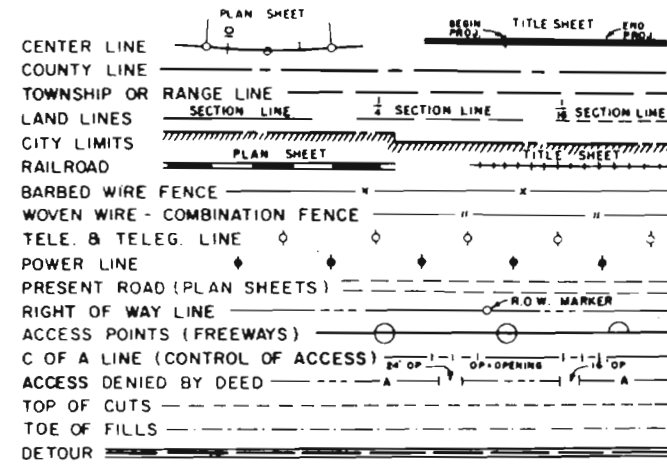 PLAN SHEET
BEGIN PROJ. TITLE SHEET END PROJ.
CENTER LINE
COUNTY LINE
TOWNSHIP OR RANGE LINE
LAND LINES SECTION LINE 1/4 SECTION LINE 1/16 SECTION LINE
CITY LIMITS
RAILROAD PLAN SHEET TITLE SHEET
BARBED WIRE FENCE x x
WOVEN WIRE - COMBINATION FENCE
TELE. & TELEG. LINE
POWER LINE
PRESENT ROAD (PLAN SHEETS)
RIGHT OF WAY LINE R.O.W. MARKER
ACCESS POINTS (FREEWAYS)
C OF A LINE (CONTROL OF ACCESS)
24' OP OP=OPENING 16' OP
ACCESS DENIED BY DEED A A
TOP OF CUTS
TOE OF FILLS
DETOUR